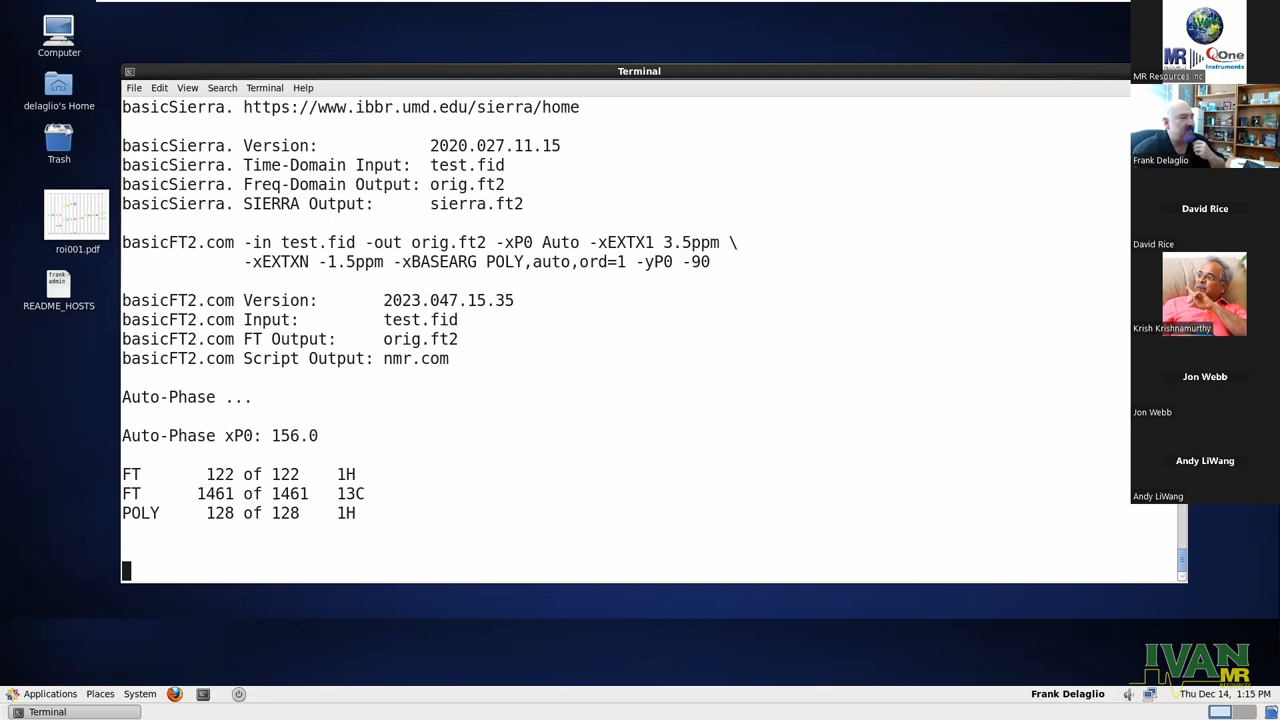 Computer
delaglio's Home
Trash
roi001.pdf
frank
admin
README_HOSTS
Terminal
File Edit View Search Terminal Help
basicSierra. https://www.ibbr.umd.edu/sierra/home
basicSierra. Version: 2020.027.11.15
basicSierra. Time-Domain Input: test.fid
basicSierra. Freq-Domain Output: orig.ft2
basicSierra. SIERRA Output: sierra.ft2
basicFT2.com -in test.fid -out orig.ft2 -xP0 Auto -xEXTX1 3.5ppm \
-xEXTXN -1.5ppm -xBASEARG POLY,auto,ord=1 -yP0 -90
basicFT2.com Version: 2023.047.15.35
basicFT2.com Input: test.fid
basicFT2.com FT Output: orig.ft2
basicFT2.com Script Output: nmr.com
Auto-Phase ...
Auto-Phase xP0: 156.0
FT 122 of 122 1H
FT 1461 of 1461 13C
POLY 128 of 128 1H
MR QOne
Instruments
MR Resources Inc
Frank Delaglio
David Rice
David Rice
Krish Krishnamurthy
Jon Webb
Jon Webb
Andy LiWang
Andy LiWang
IVAN
MR
RESOURCES
Applications Places System
Frank Delaglio
Thu Dec 14, 1:15 PM
Terminal